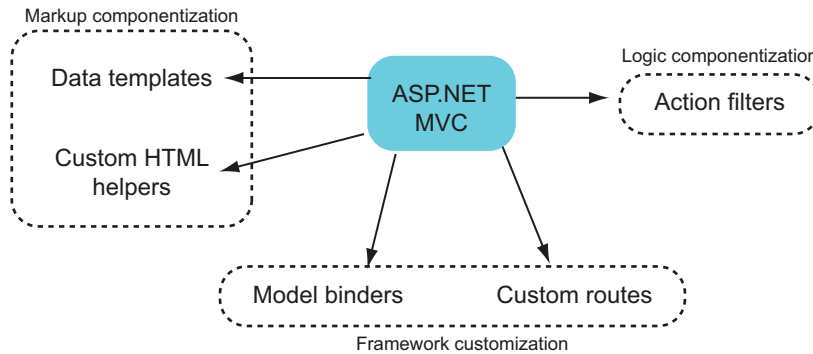 Markup componentization
Data templates
Custom HTML
helpers
ASP.NET
MVC
Logic componentization
Action filters
Model binders
Custom routes
Framework customization